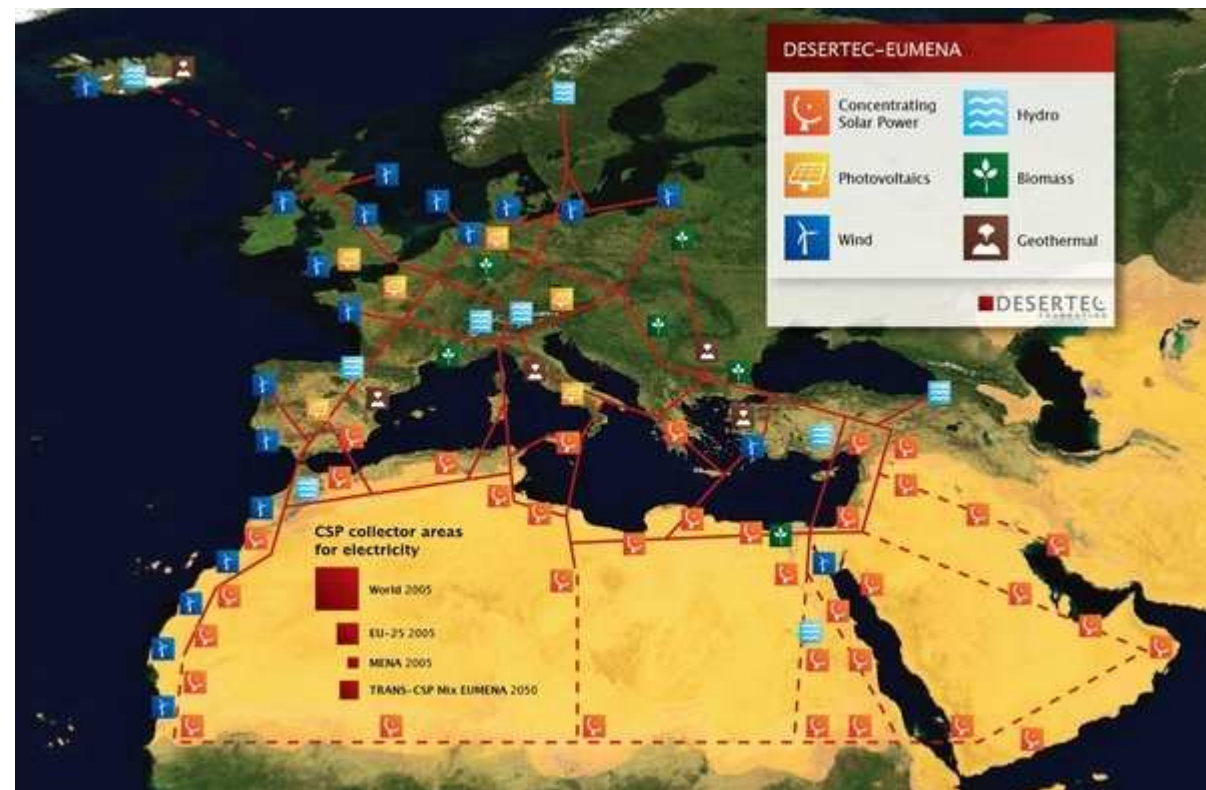 DESERTEC-EUMENA
Concentrating
Solar Power
Hydro
Photovoltaics
Biomass
Wind
Geothermal
DESERTEC
FOUNDATION
CSP collector areas
for electricity
World 2005
EU-25 2005
MENA 2005
TRANS-CSP Mix EUMENA 2050